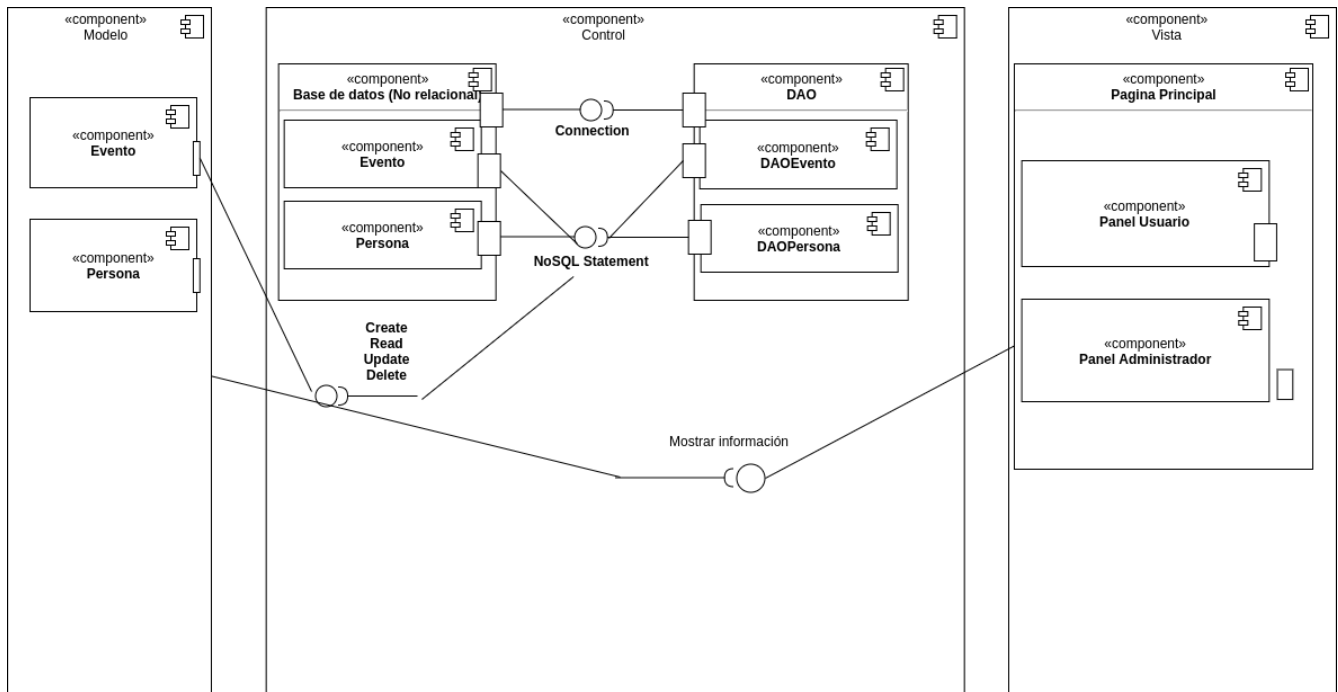 «component»
Modelo
«component»
Evento
«component»
Persona
«component»
Control
«component»
Base de datos (No relacional)
«component»
Evento
«component»
Persona
Connection
NoSQL Statement
«component»
DAO
«component»
DAOEvento
«component»
DAOPersona
Create
Read
Update
Delete
Mostrar información
«component»
Vista
«component»
Pagina Principal
«component»
Panel Usuario
«component»
Panel Administrador